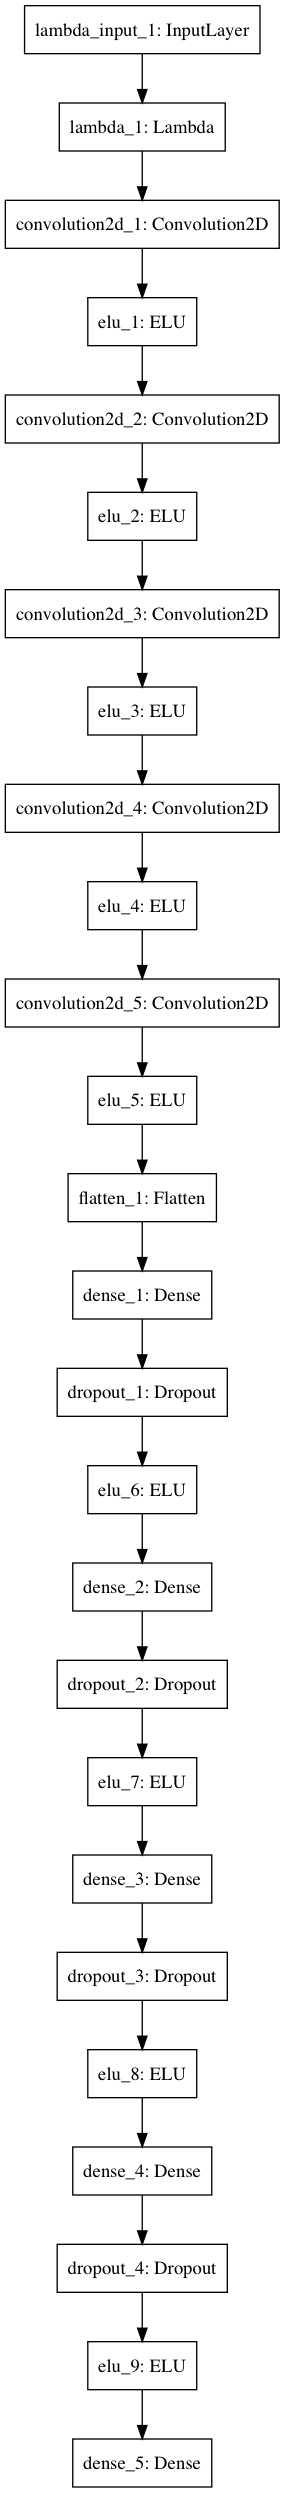 lambda_input_1: InputLayer
lambda_1: Lambda
convolution2d_1: Convolution2D
elu_1: ELU
convolution2d_2: Convolution2D
elu_2: ELU
convolution2d_3: Convolution2D
elu_3: ELU
convolution2d_4: Convolution2D
elu_4: ELU
convolution2d_5: Convolution2D
elu_5: ELU
flatten_1: Flatten
dense_1: Dense
dropout_1: Dropout
elu_6: ELU
dense_2: Dense
dropout_2: Dropout
elu_7: ELU
dense_3: Dense
dropout_3: Dropout
elu_8: ELU
dense_4: Dense
dropout_4: Dropout
elu_9: ELU
dense_5: Dense